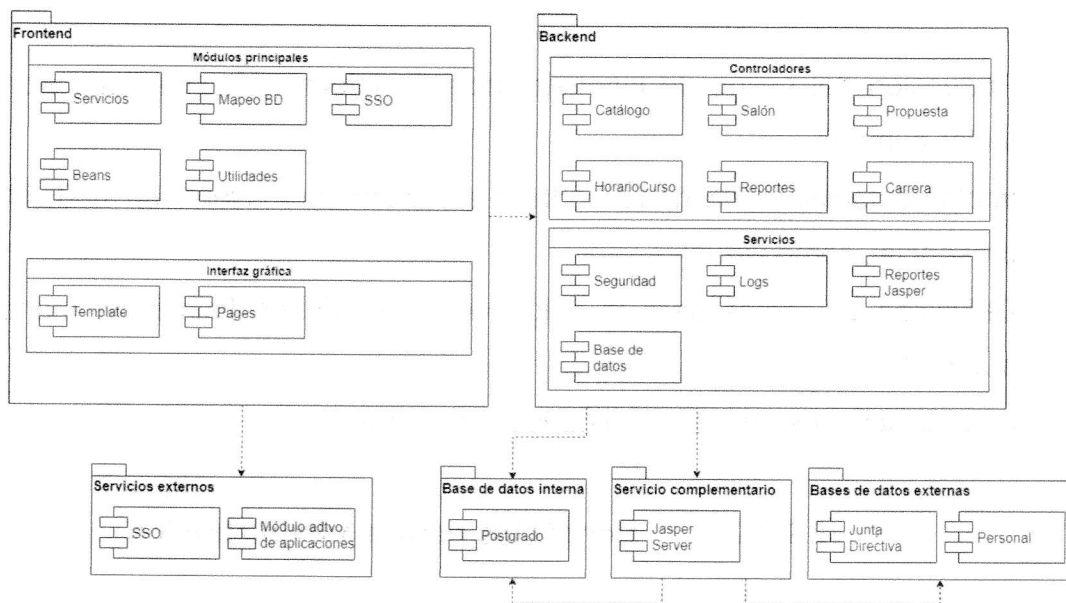 Frontend
Módulos principales
Servicios
Mapeo BD
SSO
Beans
Utilidades
Interfaz gráfica
Template
Pages
Backend
Controladores
Catálogo
Salón
Propuesta
HorarioCurso
Reportes
Carrera
Servicios
Seguridad
Logs
Reportes
Jasper
Base de
datos
Servicios externos
SSO
Módulo adtvo.
de aplicaciones
Base de datos interna
Postgrado
Servicio complementario
Jasper
Server
Bases de datos externas
Junta
Directiva
Personal